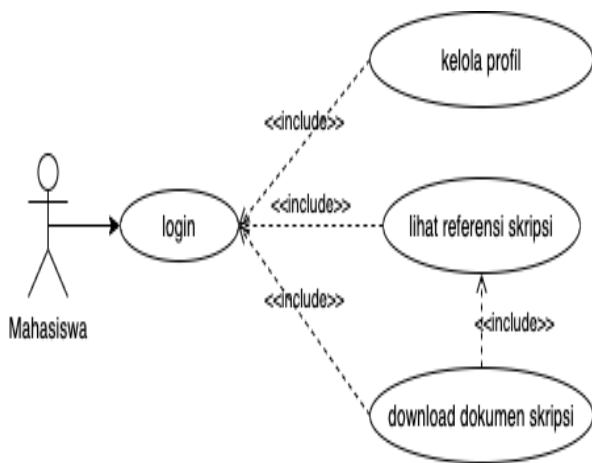 kelola profil
<<include>>
<<include>>
login
lihat referensi skripsi
<<include>>
<<include>>
Mahasiswa
download dokumen skripsi